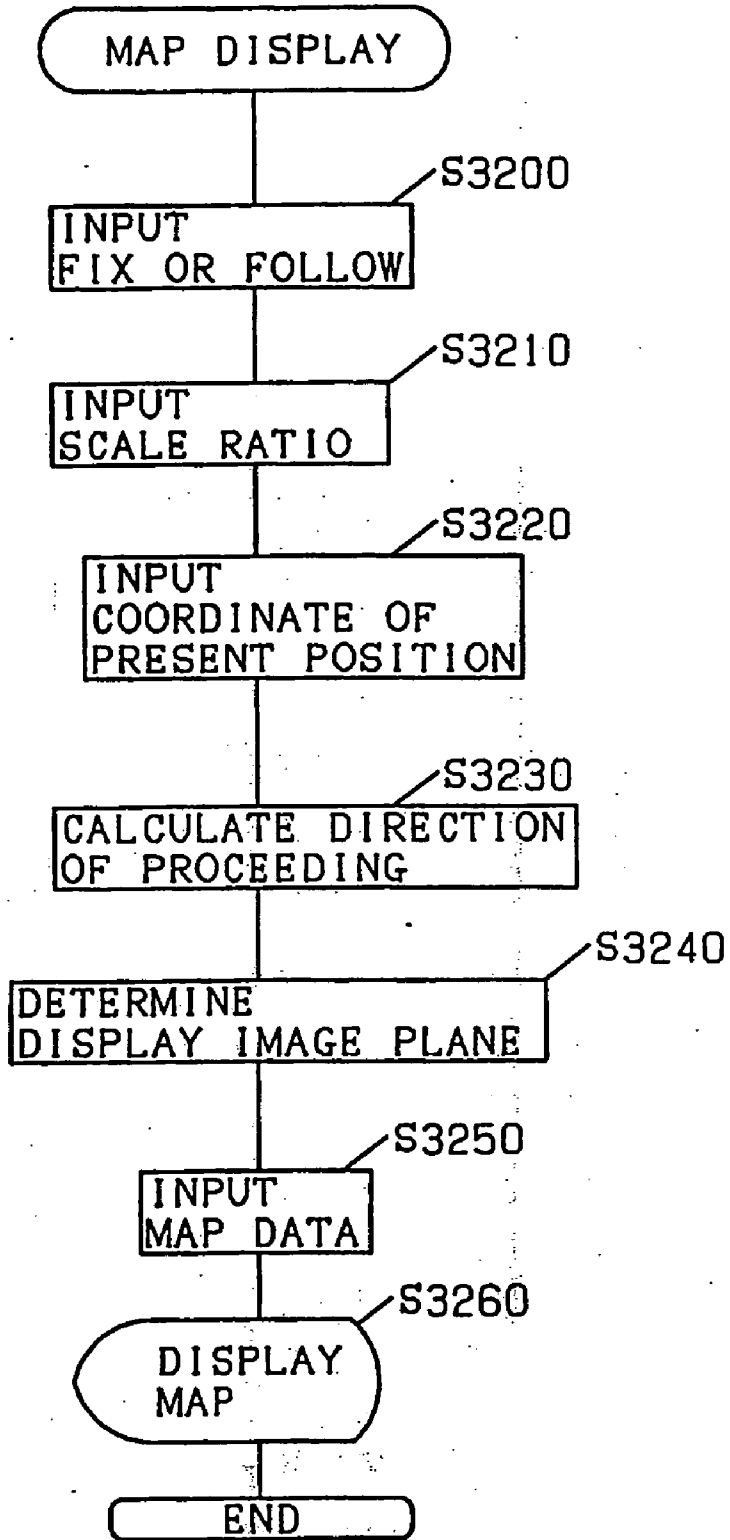 MAP DISPLAY
S3200
INPUT
FIX OR FOLLOW
S3210
INPUT
SCALE RATIO
S3220
INPUT
COORDINATE OF
PRESENT POSITION
S3230
CALCULATE DIRECTION
OF PROCEEDING
S3240
DETERMINE
DISPLAY IMAGE PLANE
S3250
INPUT
MAP DATA
S3260
DISPLAY
MAP
END